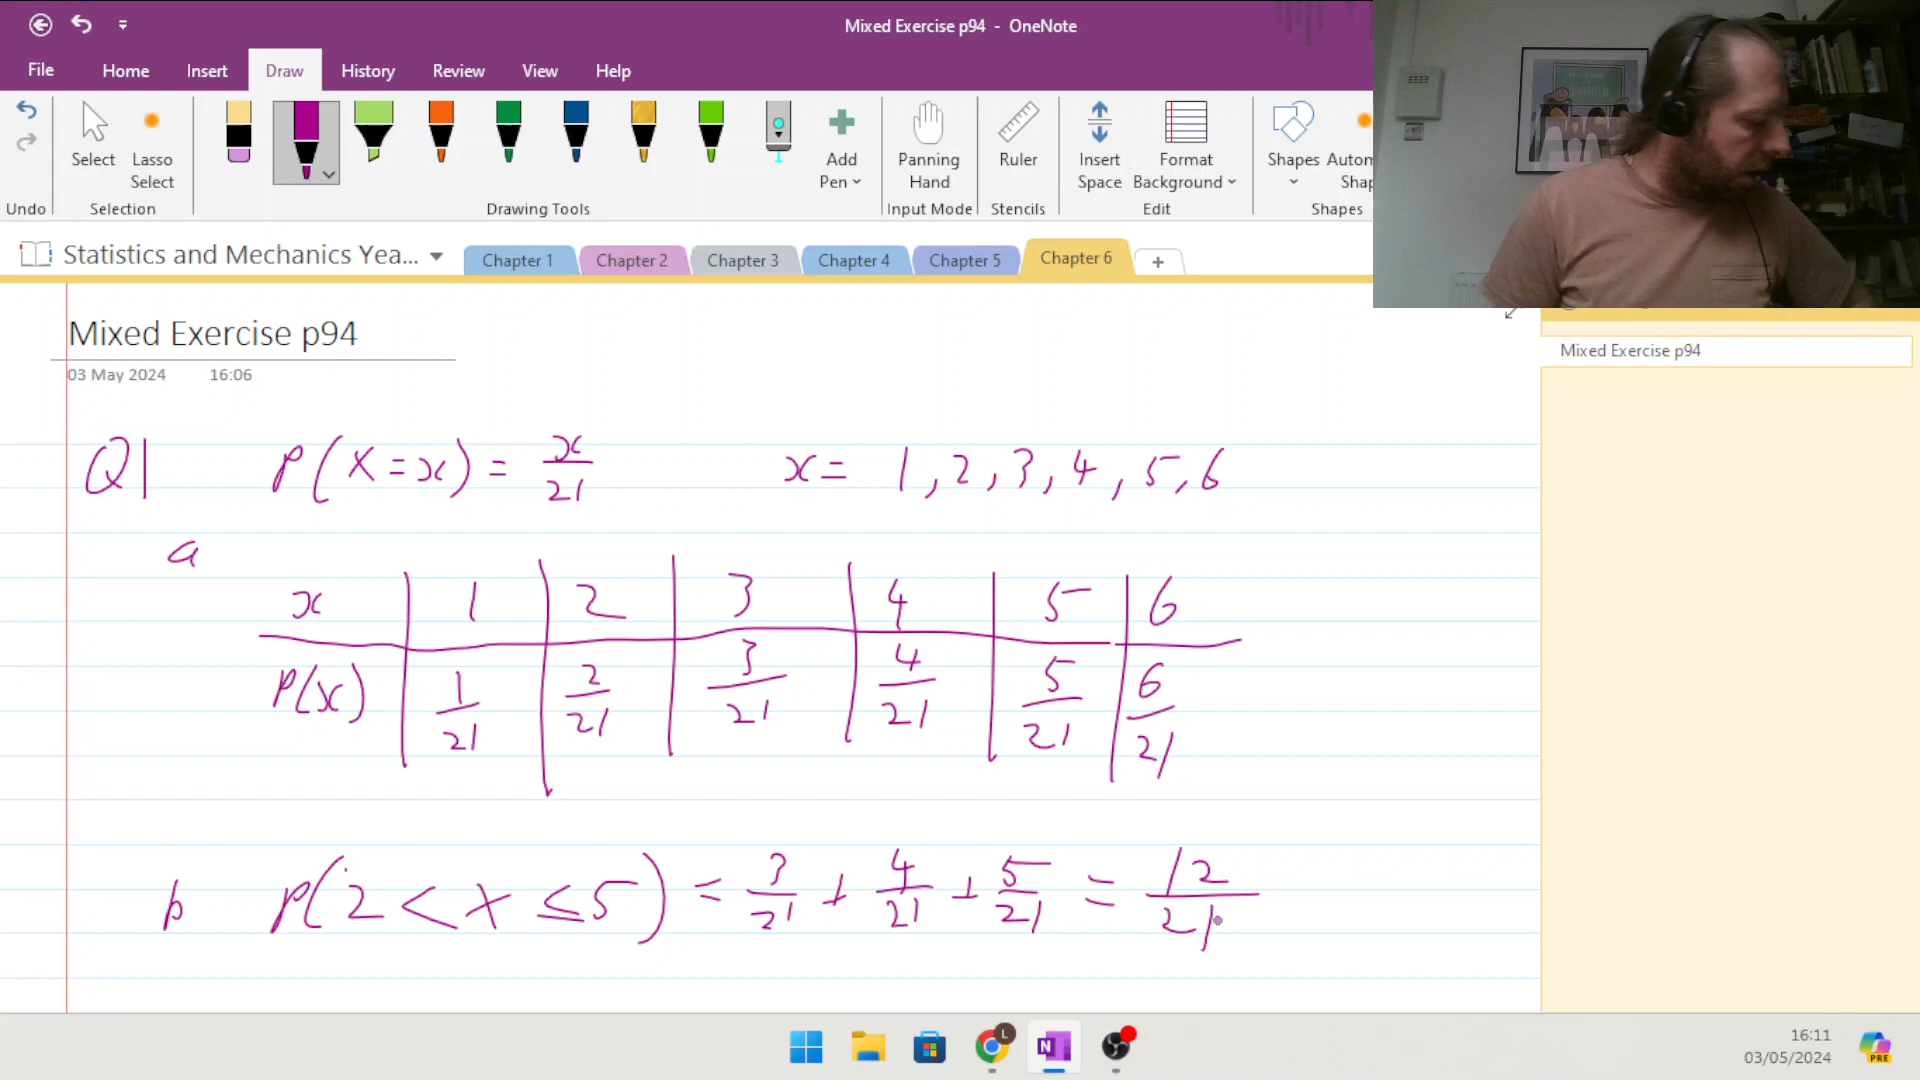 Mixed Exercise p94 - OneNote
File Home Insert Draw History Review View Help
Undo
Select
Lasso Select
Selection
Drawing Tools
Add Pen
Panning Hand
Input Mode
Ruler
Stencils
Insert Space
Format Background
Edit
Shapes
Autom
Shap
Shapes
Statistics and Mechanics Yea...
Chapter 1 Chapter 2 Chapter 3 Chapter 4 Chapter 5 Chapter 6 +
Mixed Exercise p94
Mixed Exercise p94
03 May 2024 16:06
Q1 P(X=x) = x/21 x = 1, 2, 3, 4, 5, 6
a
x 1 2 3 4 5 6
P(x) 1/21 2/21 3/21 4/21 5/21 6/21
b P(2 < X ≤ 5) = 3/21 + 4/21 + 5/21 = 12/21
L
N
PRE
16:11
03/05/2024